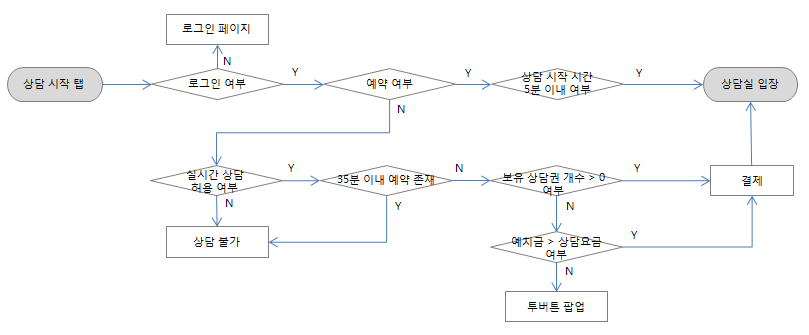 로그인 페이지
N
상담 시작 탭
로그인 여부
Y
예약 여부
Y
상담 시작 시간
5분 이내 여부
Y
상담실 입장
N
실시간 상담
허용 여부
Y
35분 이내 예약 존재
N
보유 상담권 개수 > 0
여부
Y
결제
N
Y
N
상담 불가
예치금 > 상담요금
여부
Y
N
투버튼 팝업